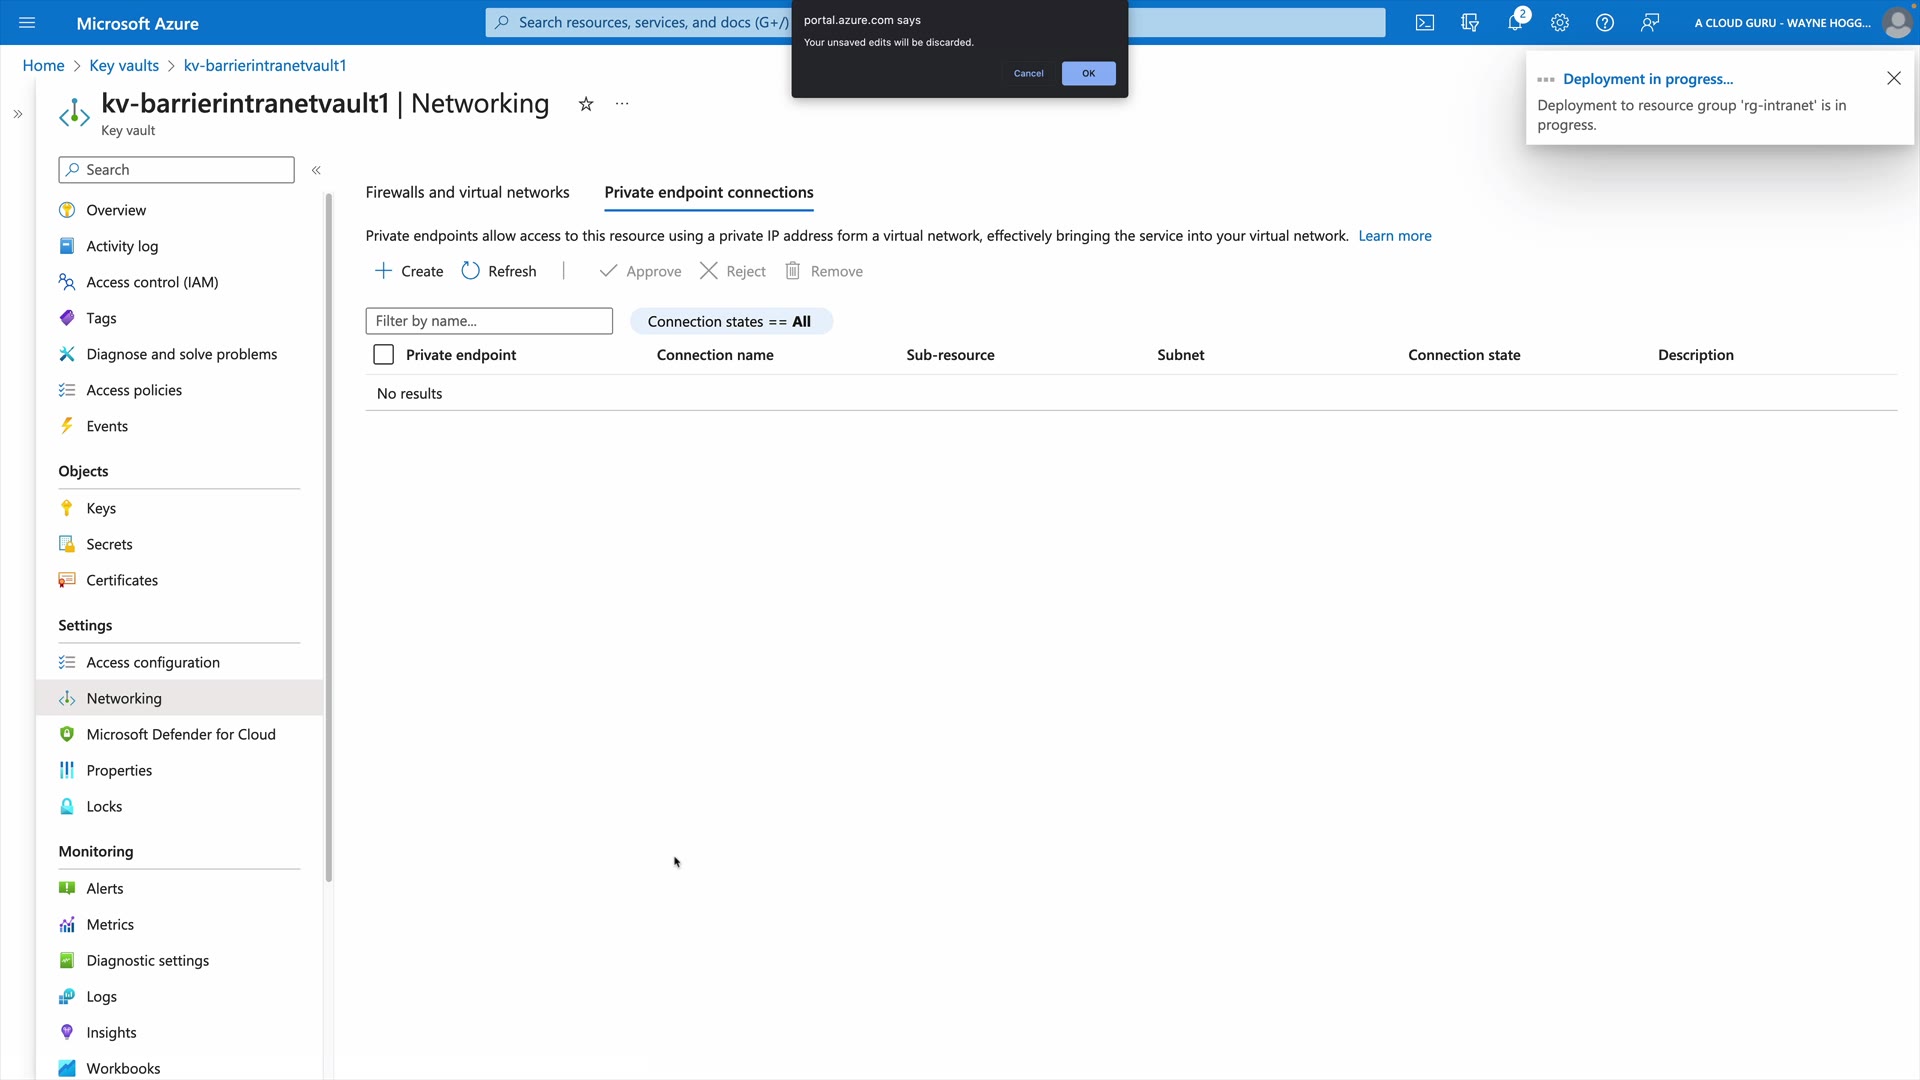 Microsoft Azure
Search resources, services, and docs (G+/)
portal.azure.com says
Your unsaved edits will be discarded.
Cancel
OK
2
A CLOUD GURU - WAYNE HOGG...
Home > Key vaults > kv-barrierintranetvault1
kv-barrierintranetvault1 | Networking
Key vault
Deployment in progress...
Deployment to resource group 'rg-intranet' is in
progress.
Search
Overview
Activity log
Access control (IAM)
Tags
Diagnose and solve problems
Access policies
Events
Objects
Keys
Secrets
Certificates
Settings
Access configuration
Networking
Microsoft Defender for Cloud
Properties
Locks
Monitoring
Alerts
Metrics
Diagnostic settings
Logs
Insights
Workbooks
Firewalls and virtual networks
Private endpoint connections
Private endpoints allow access to this resource using a private IP address form a virtual network, effectively bringing the service into your virtual network. Learn more
Create
Refresh
Approve
Reject
Remove
Filter by name...
Connection states == All
Private endpoint
Connection name
Sub-resource
Subnet
Connection state
Description
No results